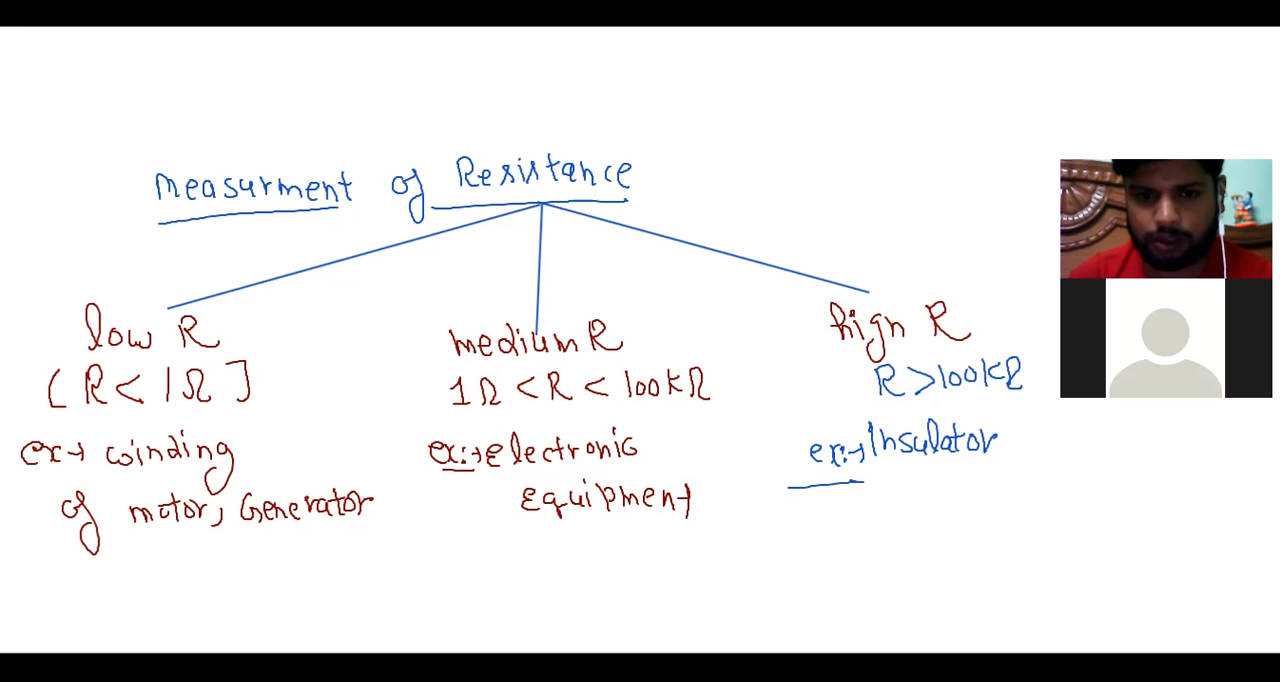 Measurment of Resistance
low R
(R < 1Ω]
ex→ winding
of motor, Generator
medium R
1Ω < R < 100kΩ
ex:→ electronic
equipment
high R
R > 100kΩ
ex:→ Insulator